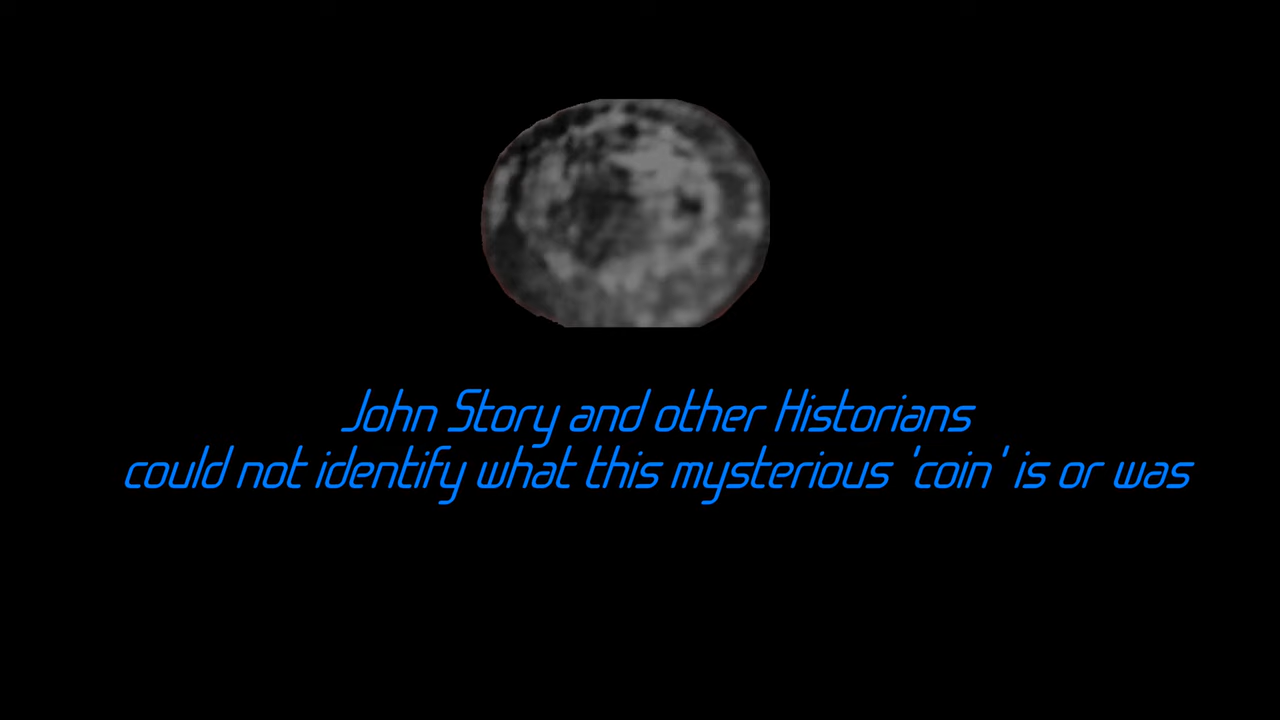 John Story and other Historians
could not identify what this mysterious 'coin' is or was